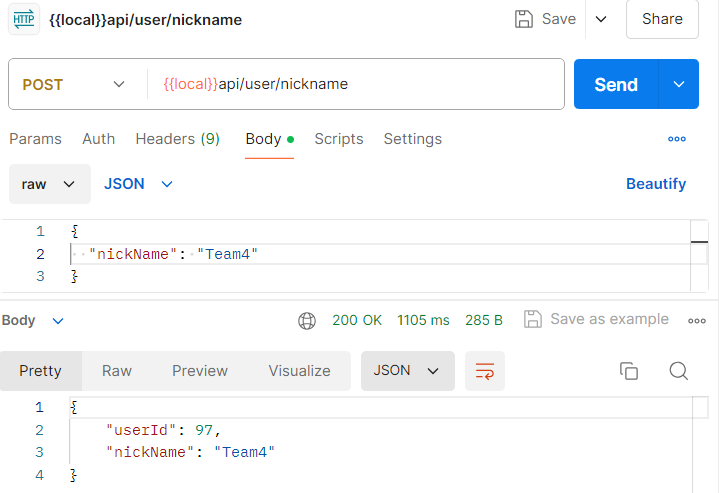 HTTP {{local}}api/user/nickname Save Share
POST {{local}}api/user/nickname Send
Params Auth Headers (9) Body Scripts Settings
raw JSON Beautify
1 {
2 "nickName": "Team4"
3 }
Body 200 OK 1105 ms 285 B Save as example
Pretty Raw Preview Visualize JSON
1 {
2 "userId": 97,
3 "nickName": "Team4"
4 }